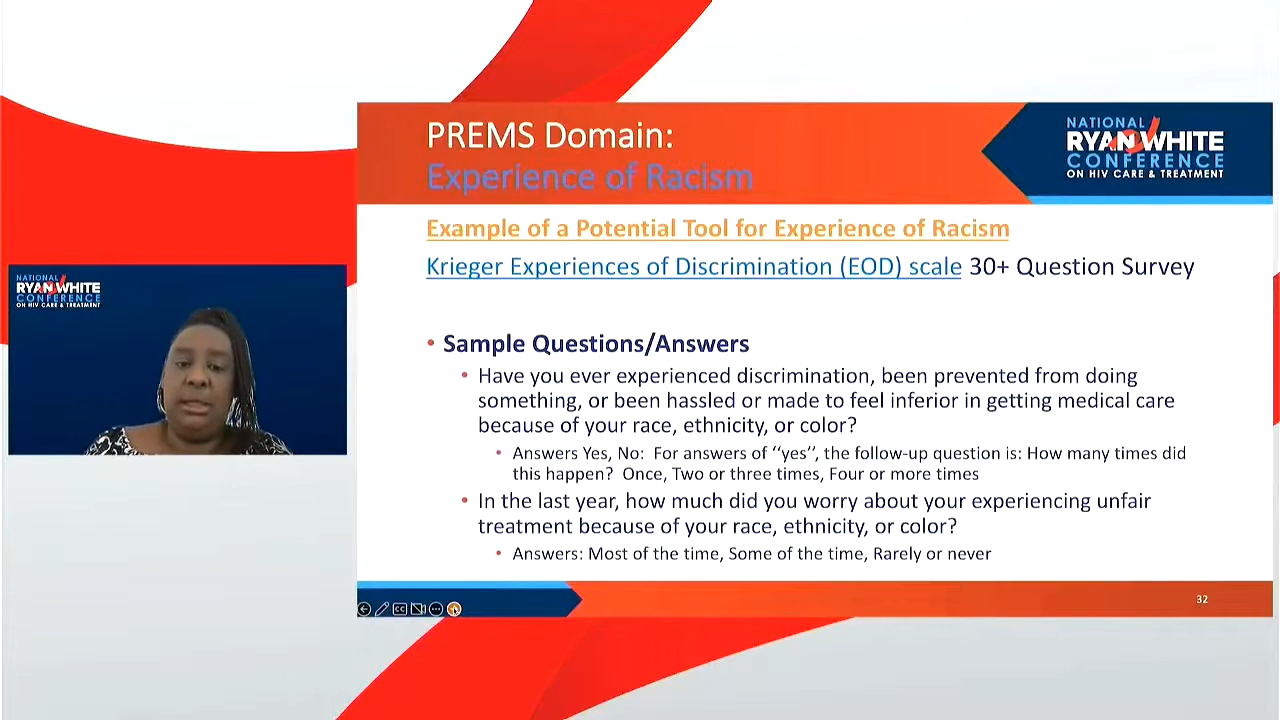 NATIONAL
RYAN WHITE
CONFERENCE
ON HIV CARE & TREATMENT
PREMS Domain:
Experience of Racism
NATIONAL
RYAN WHITE
CONFERENCE
ON HIV CARE & TREATMENT
Example of a Potential Tool for Experience of Racism
Krieger Experiences of Discrimination (EOD) scale 30+ Question Survey
• Sample Questions/Answers
• Have you ever experienced discrimination, been prevented from doing
something, or been hassled or made to feel inferior in getting medical care
because of your race, ethnicity, or color?
• Answers Yes, No: For answers of ‘‘yes’’, the follow-up question is: How many times did
this happen? Once, Two or three times, Four or more times
• In the last year, how much did you worry about your experiencing unfair
treatment because of your race, ethnicity, or color?
• Answers: Most of the time, Some of the time, Rarely or never
CC
32